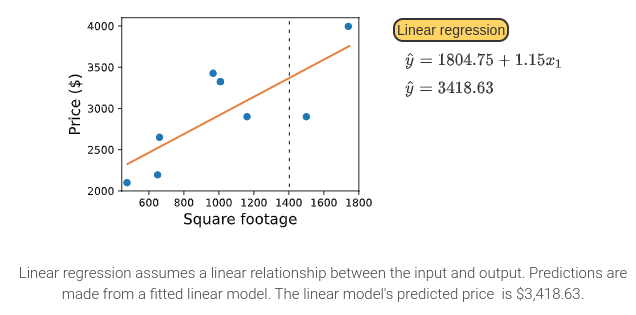 Linear regression
ŷ = 1804.75 + 1.15x₁
ŷ = 3418.63
Price ($)
4000
3500
3000
2500
2000
600 800 1000 1200 1400 1600 1800
Square footage
Linear regression assumes a linear relationship between the input and output. Predictions are
made from a fitted linear model. The linear model's predicted price is $3,418.63.